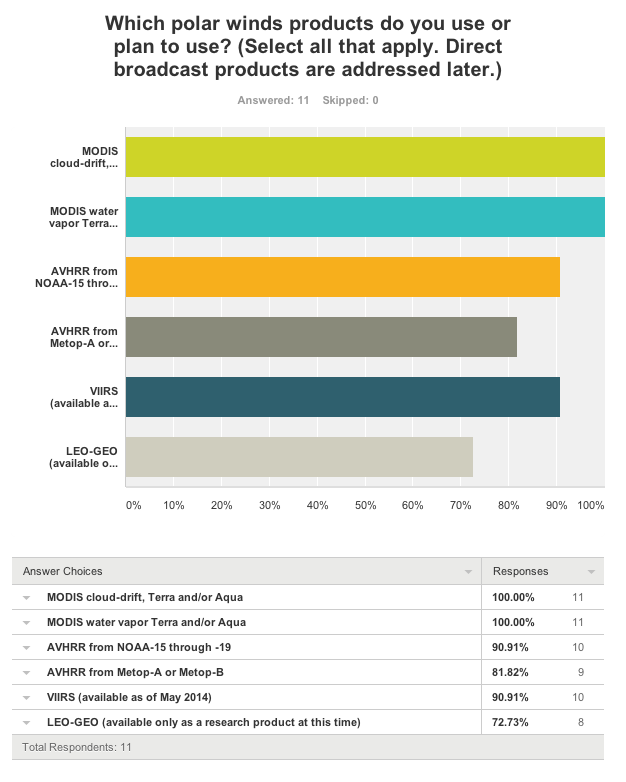 Which polar winds products do you use or
plan to use? (Select all that apply. Direct
broadcast products are addressed later.)
Answered: 11 Skipped: 0
MODIS
cloud-drift,...
MODIS water
vapor Terra...
AVHRR from
NOAA-15 thro...
AVHRR from
Metop-A or...
VIIRS
(available a...
LEO-GEO
(available o...
0% 10% 20% 30% 40% 50% 60% 70% 80% 90% 100%
Answer Choices Responses
MODIS cloud-drift, Terra and/or Aqua 100.00% 11
MODIS water vapor Terra and/or Aqua 100.00% 11
AVHRR from NOAA-15 through -19 90.91% 10
AVHRR from Metop-A or Metop-B 81.82% 9
VIIRS (available as of May 2014) 90.91% 10
LEO-GEO (available only as a research product at this time) 72.73% 8
Total Respondents: 11